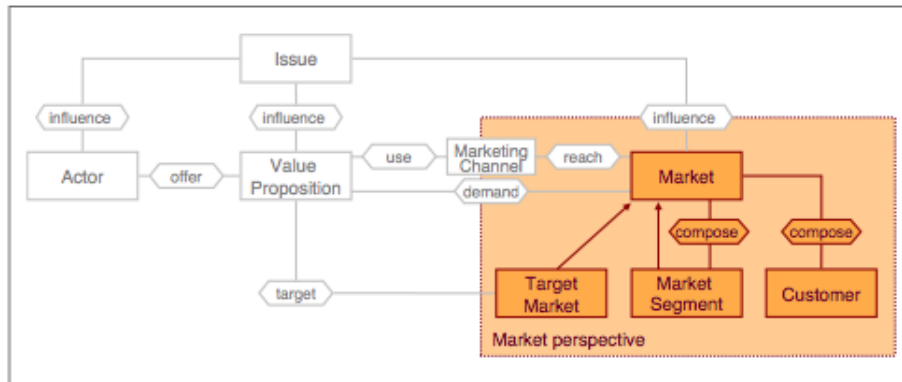 Issue
influence
influence
influence
Actor
offer
Value
Proposition
use
Marketing
Channel
reach
demand
Market
compose
compose
target
Target
Market
Market
Segment
Customer
Market perspective